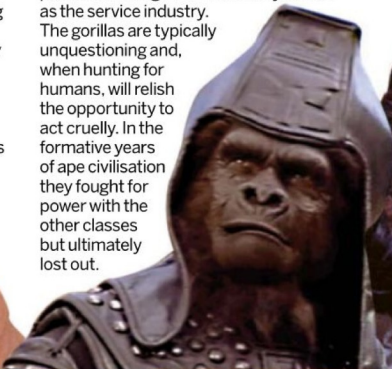 as the service industry.
The gorillas are typically
unquestioning and,
when hunting for
humans, will relish
the opportunity to
act cruelly. In the
formative years
of ape civilisation
they fought for
power with the
other classes
but ultimately
lost out.